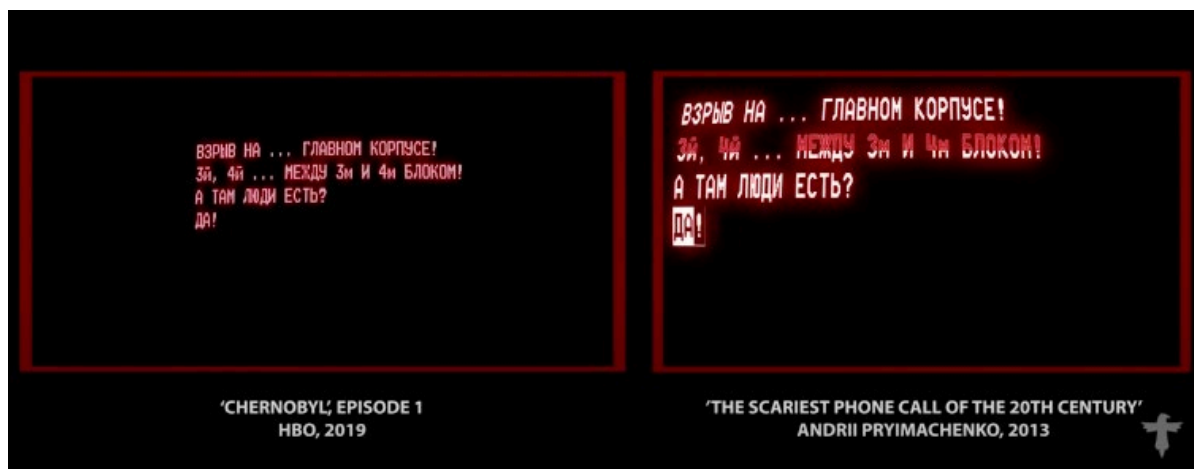 ВЗРЫВ НА ... ГЛАВНОМ КОРПУСЕ!
3й, 4й ... МЕЖДУ 3м И 4м БЛОКОМ!
А ТАМ ЛЮДИ ЕСТЬ?
ДА!
'CHERNOBYL', EPISODE 1
HBO, 2019
ВЗРЫВ НА ... ГЛАВНОМ КОРПУСЕ!
3й, 4й ... МЕЖДУ 3м И 4м БЛОКОМ!
А ТАМ ЛЮДИ ЕСТЬ?
ДА!
'THE SCARIEST PHONE CALL OF THE 20TH CENTURY'
ANDRII PRYIMACHENKO, 2013